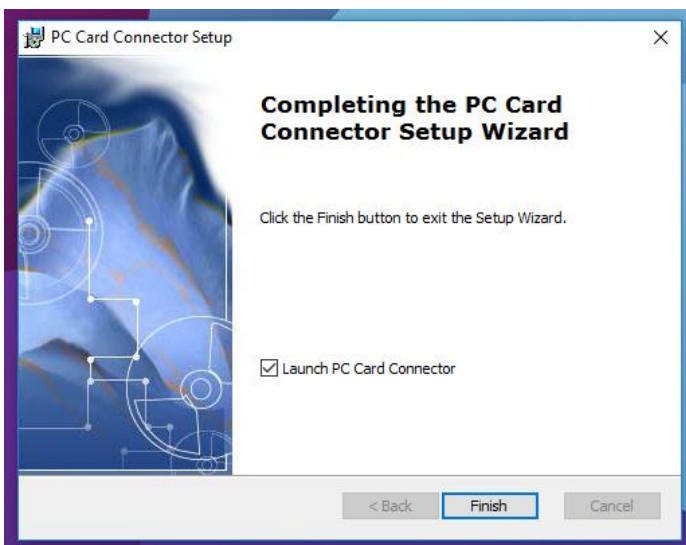 PC Card Connector Setup
Completing the PC Card
Connector Setup Wizard
Click the Finish button to exit the Setup Wizard.
Launch PC Card Connector
< Back Finish Cancel